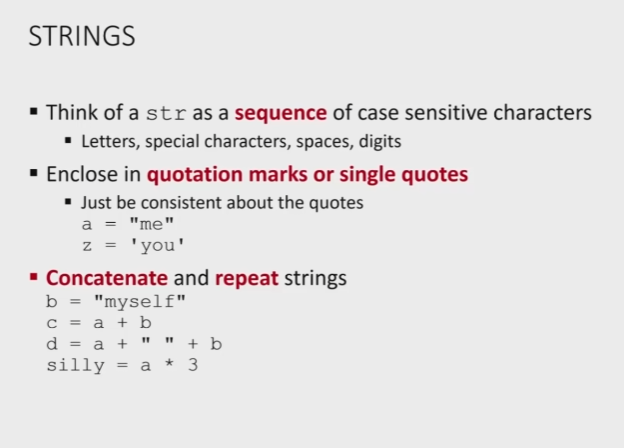 STRINGS
▪ Think of a str as a sequence of case sensitive characters
▪ Letters, special characters, spaces, digits
▪ Enclose in quotation marks or single quotes
▪ Just be consistent about the quotes
a = "me"
z = 'you'
▪ Concatenate and repeat strings
b = "myself"
c = a + b
d = a + " " + b
silly = a * 3